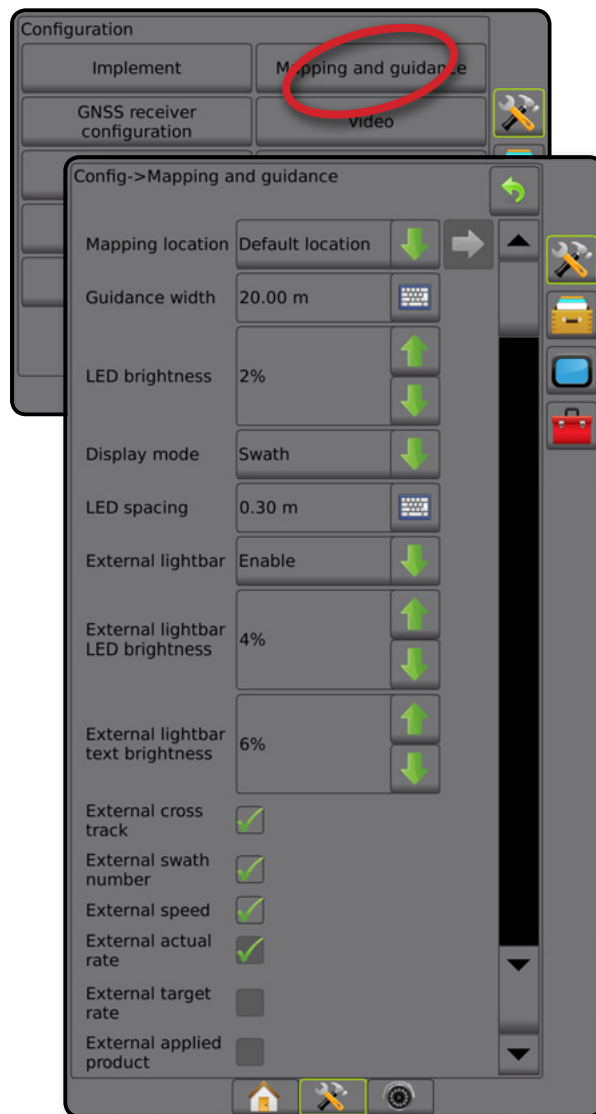 Configuration
Implement
Mapping and guidance
GNSS receiver
configuration
Video
Config->Mapping and guidance
Mapping location
Default location
Guidance width
20.00 m
LED brightness
2%
Display mode
Swath
LED spacing
0.30 m
External lightbar
Enable
External lightbar
LED brightness
4%
External lightbar
text brightness
6%
External cross
track
External swath
number
External speed
External actual
rate
External target
rate
External applied
product